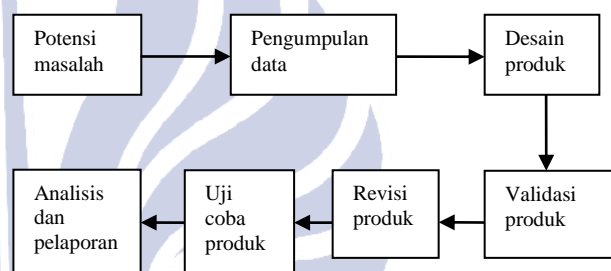 Potensi
masalah
Pengumpulan
data
Desain
produk
Validasi
produk
Revisi
produk
Uji
coba
produk
Analisis
dan
pelaporan